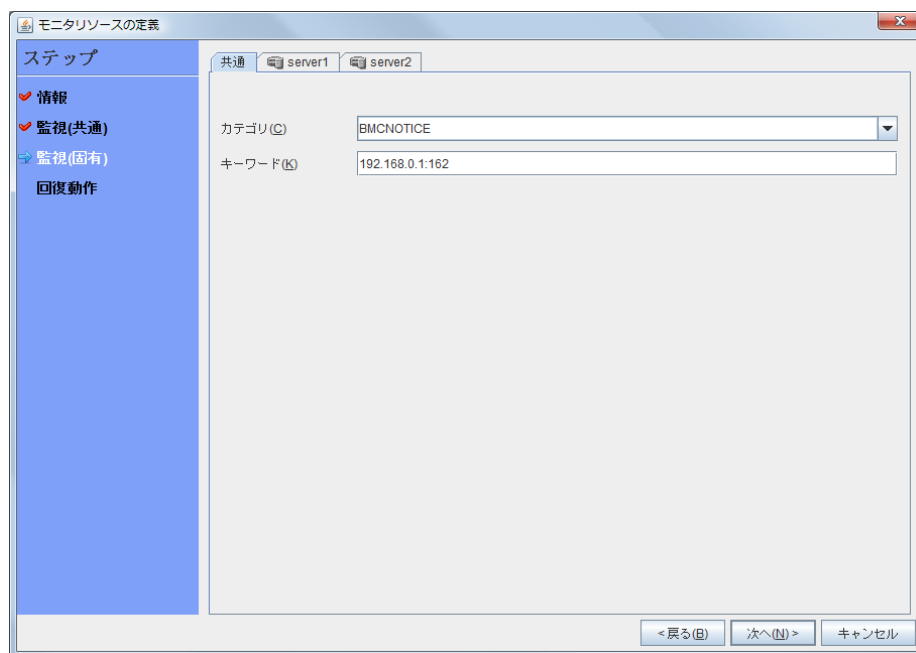 モニタリソースの定義
ステップ
情報
監視(共通)
監視(固有)
回復動作
共通 server1 server2
カテゴリ(C) BMCNOTICE
キーワード(K) 192.168.0.1:162
<戻る(B) 次へ(N)> キャンセル